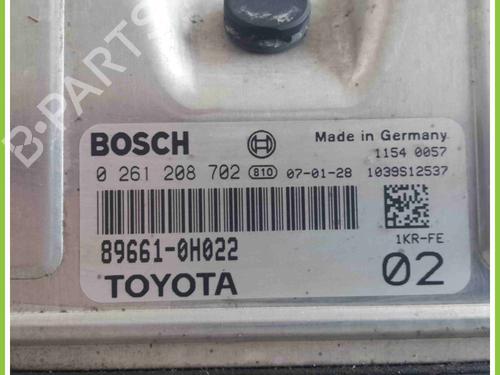 B-PARTS
BOSCH
Made in Germany
0 261 208 702 810 07-01-28
1154 0057
1039S12537
89661-0H022
1KR-FE
TOYOTA
02